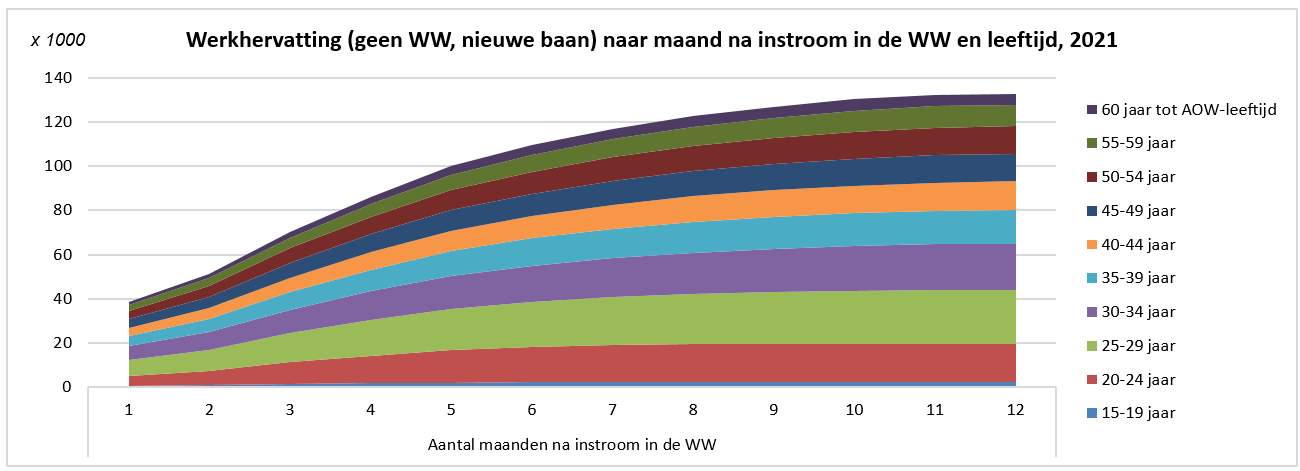 Werkhervatting (geen WW, nieuwe baan) naar maand na instroom in de WW en leeftijd, 2021
x 1000
140
120
100
80
60
40
20
0
1 2 3 4 5 6 7 8 9 10 11 12
Aantal maanden na instroom in de WW
60 jaar tot AOW-leeftijd
55-59 jaar
50-54 jaar
45-49 jaar
40-44 jaar
35-39 jaar
30-34 jaar
25-29 jaar
20-24 jaar
15-19 jaar